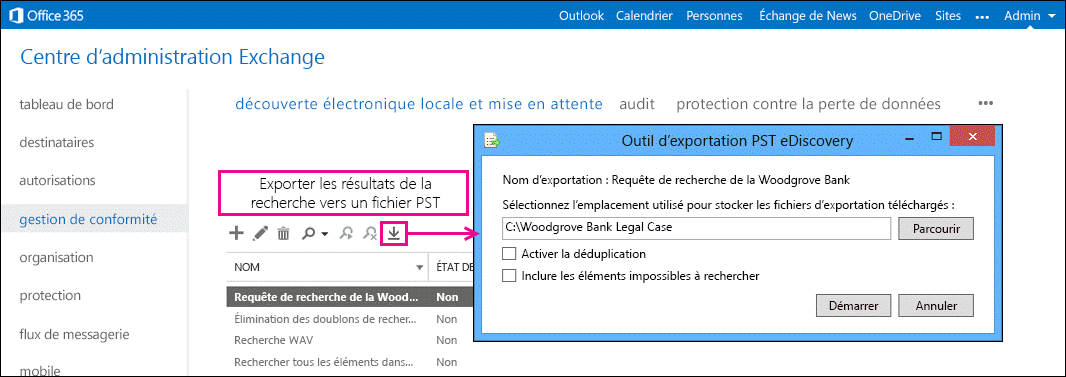 Office 365
Outlook Calendrier Personnes Échange de News OneDrive Sites ••• Admin
Centre d'administration Exchange
tableau de bord
destinataires
autorisations
gestion de conformité
organisation
protection
flux de messagerie
mobile
découverte électronique locale et mise en attente audit protection contre la perte de données •••
Exporter les résultats de la
recherche vers un fichier PST
NOM ÉTAT DE
Requête de recherche de la Wood... Non
Élimination des doublons de recher... Non
Recherche WAV Non
Rechercher tous les éléments dans... Non
Outil d'exportation PST eDiscovery
Nom d'exportation : Requête de recherche de la Woodgrove Bank
Sélectionnez l'emplacement utilisé pour stocker les fichiers d'exportation téléchargés :
C:\Woodgrove Bank Legal Case Parcourir
Activer la déduplication
Inclure les éléments impossibles à rechercher
Démarrer Annuler